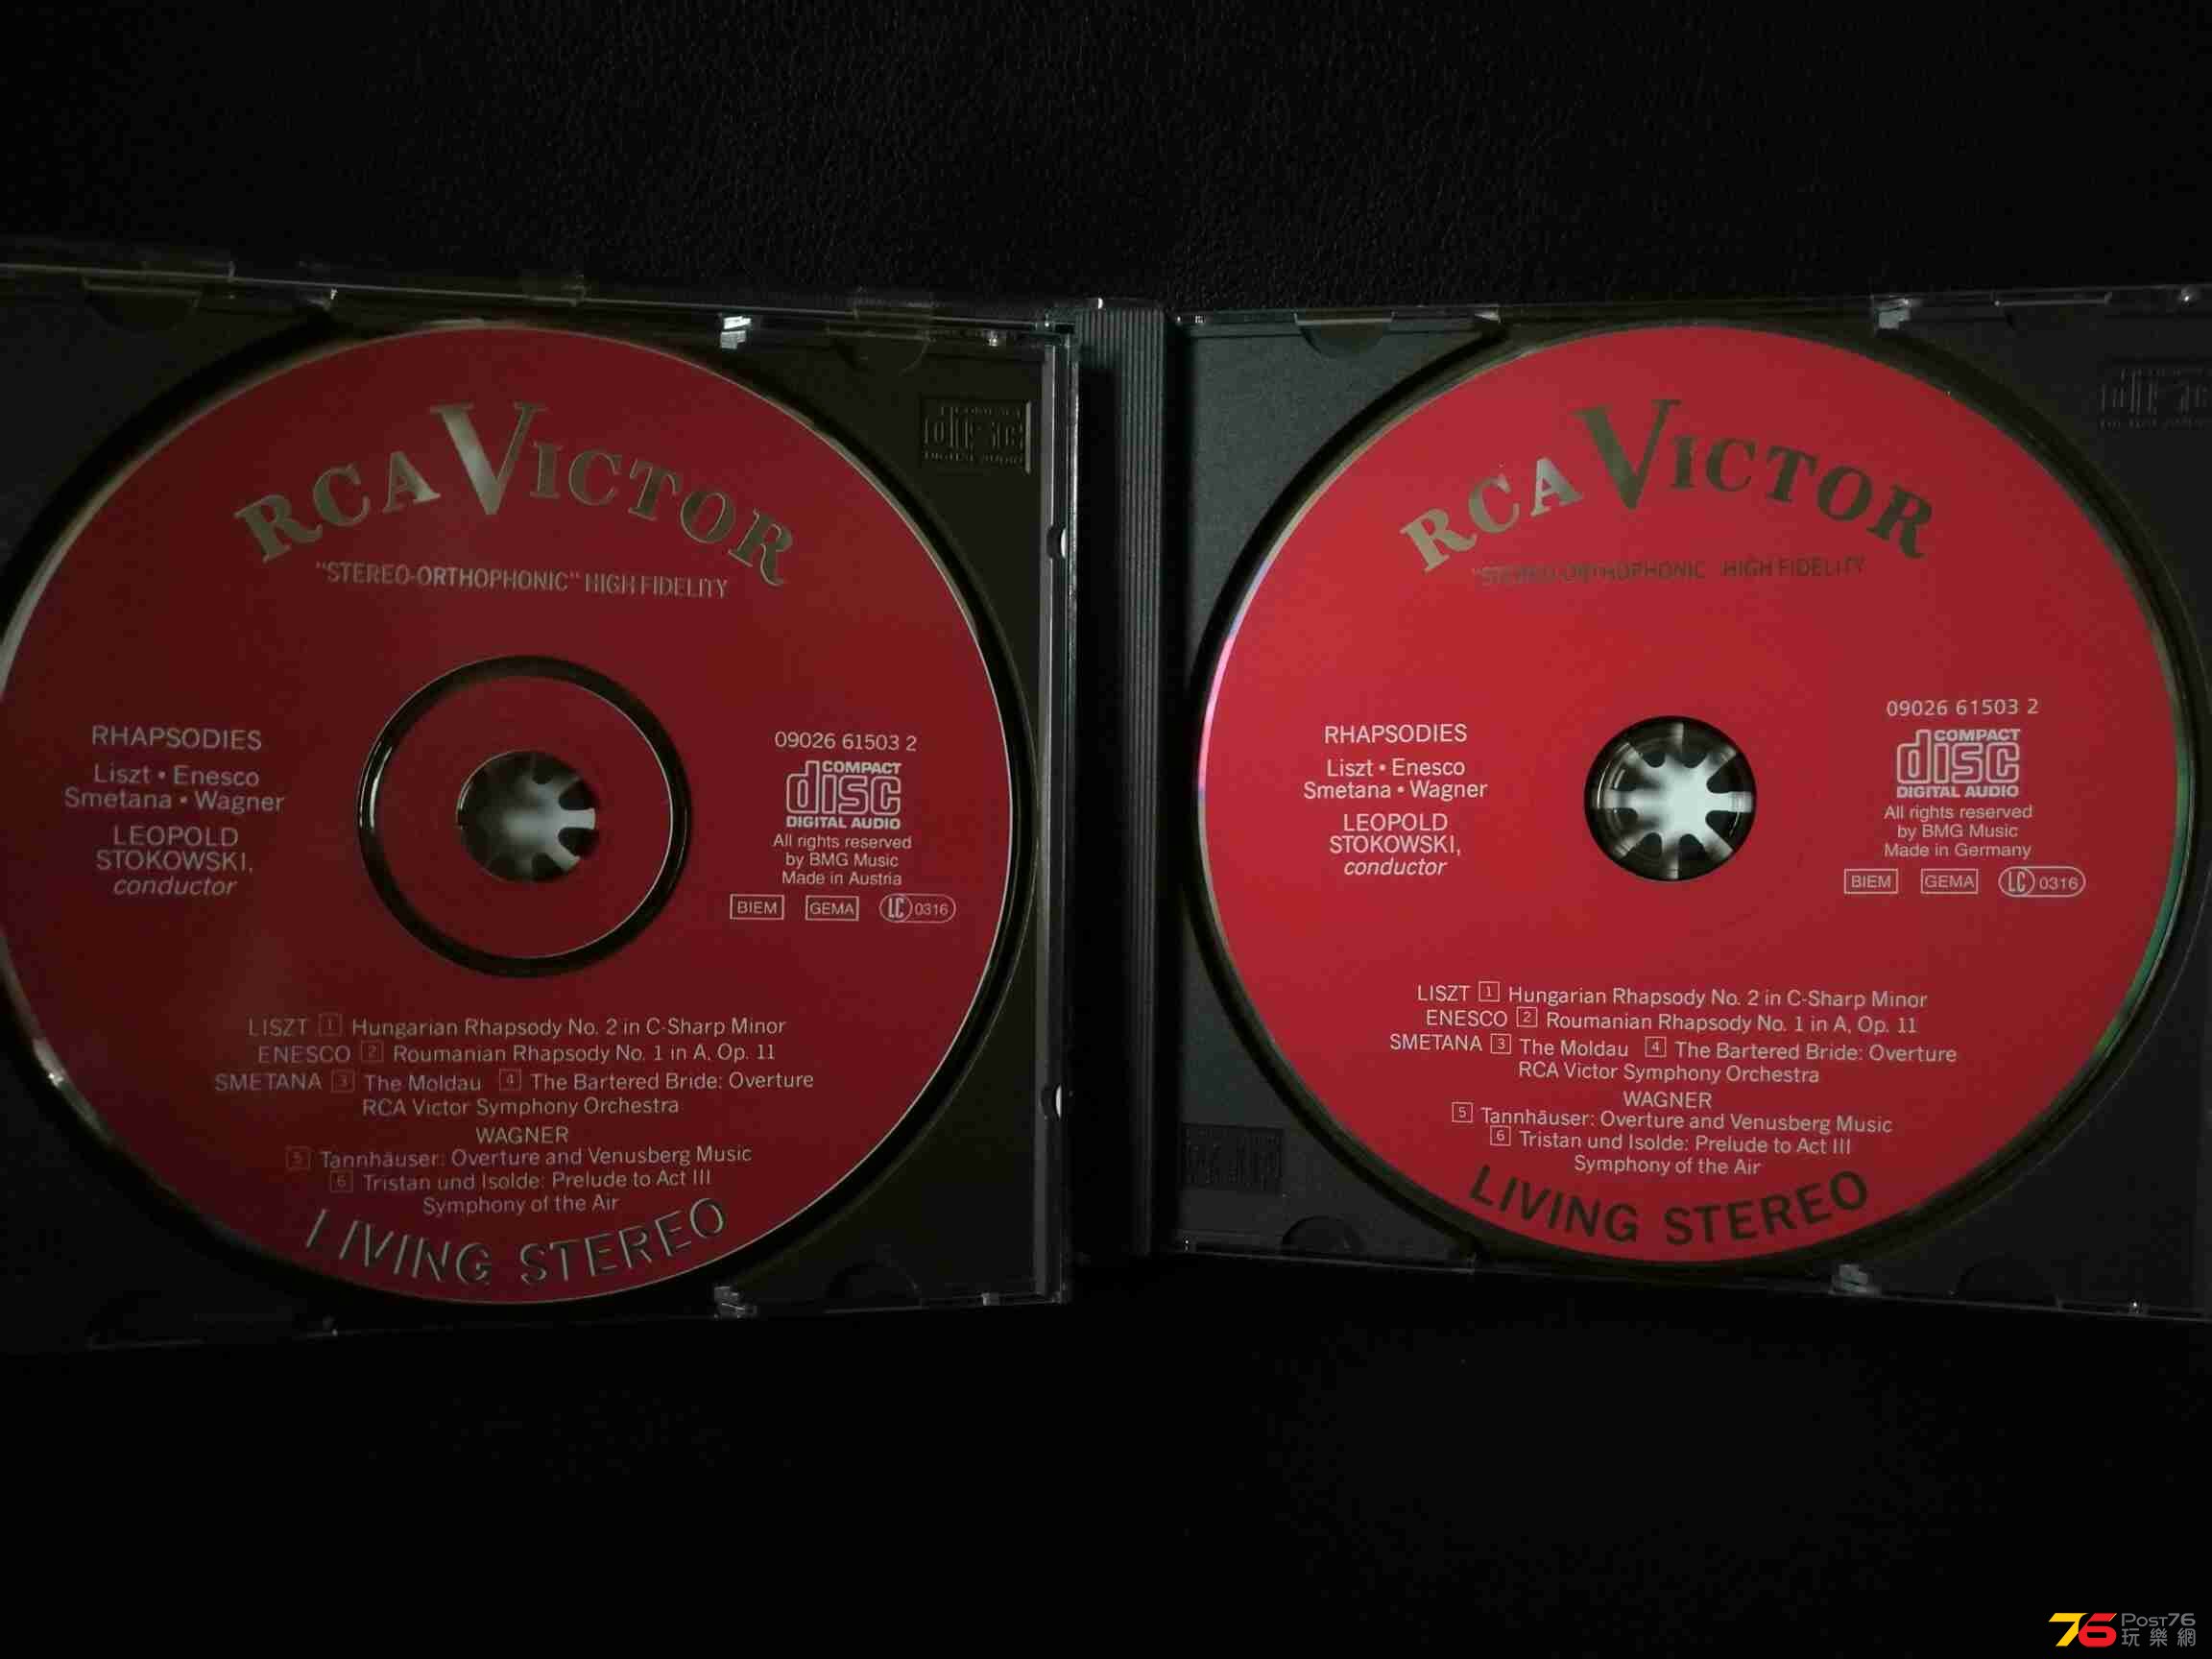 RCA VICTOR
"STEREO-ORTHOPHONIC" HIGH FIDELITY
RHAPSODIES
Liszt • Enesco
Smetana • Wagner
LEOPOLD
STOKOWSKI,
conductor
09026 61503 2
COMPACT
disc
DIGITAL AUDIO
All rights reserved
by BMG Music
Made in Austria
BIEM GEMA LC 0316
LISZT 1 Hungarian Rhapsody No. 2 in C-Sharp Minor
ENESCO 2 Roumanian Rhapsody No. 1 in A, Op. 11
SMETANA 3 The Moldau 4 The Bartered Bride: Overture
RCA Victor Symphony Orchestra
WAGNER
5 Tannhäuser: Overture and Venusberg Music
6 Tristan und Isolde: Prelude to Act III
Symphony of the Air
LIVING STEREO
disc
DIGITAL AUDIO
RCA VICTOR
"STEREO-ORTHOPHONIC" HIGH FIDELITY
RHAPSODIES
Liszt • Enesco
Smetana • Wagner
LEOPOLD
STOKOWSKI,
conductor
09026 61503 2
COMPACT
disc
DIGITAL AUDIO
All rights reserved
by BMG Music
Made in Germany
BIEM GEMA LC 0316
LISZT 1 Hungarian Rhapsody No. 2 in C-Sharp Minor
ENESCO 2 Roumanian Rhapsody No. 1 in A, Op. 11
SMETANA 3 The Moldau 4 The Bartered Bride: Overture
RCA Victor Symphony Orchestra
WAGNER
5 Tannhäuser: Overture and Venusberg Music
6 Tristan und Isolde: Prelude to Act III
Symphony of the Air
LIVING STEREO
76 POST76
玩樂網